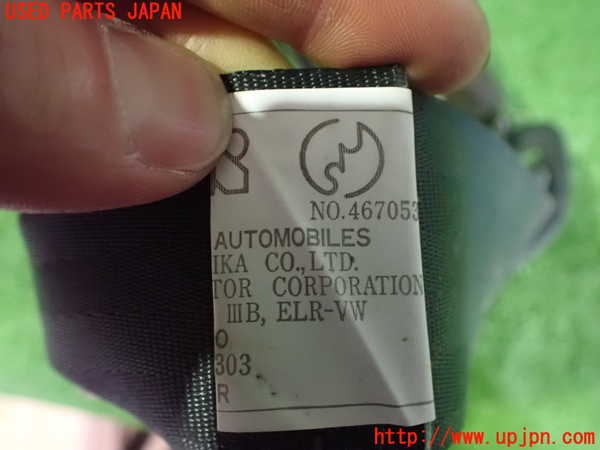 USED PARTS JAPAN
NO.467053
AUTOMOBILES
IKA CO.,LTD.
TOR CORPORATION
ⅢB, ELR-VW
O
303
R
http://www.upjpn.com